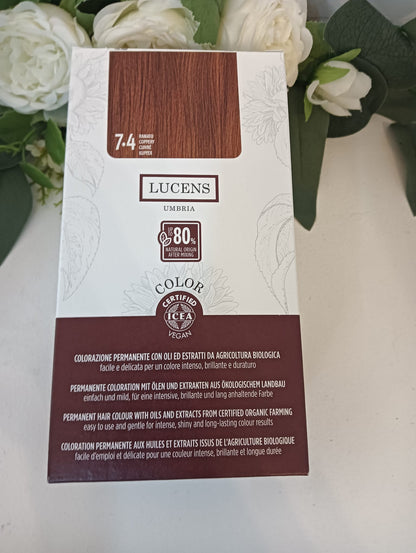 7.4
RAMATO
COPPERY
CUIVRÉ
KUPFER
LUCENS
UMBRIA
UP TO 80%
NATURAL ORIGIN
AFTER MIXING
COLOR
CERTIFIED
ICEA
VEGAN
COLORAZIONE PERMANENTE CON OLI ED ESTRATTI DA AGRICOLTURA BIOLOGICA
facile e delicata per un colore intenso, brillante e duraturo
PERMANENTE COLORATION MIT ÖLEN UND EXTRAKTEN AUS ÖKOLOGISCHEM LANDBAU
einfach und mild, für eine intensive, brillante und lang anhaltende Farbe
PERMANENT HAIR COLOUR WITH OILS AND EXTRACTS FROM CERTIFIED ORGANIC FARMING
easy to use and gentle for intense, shiny and long-lasting colour results
COLORATION PERMANENTE AUX HUILES ET EXTRAITS ISSUS DE L'AGRICULTURE BIOLOGIQUE
facile d'emploi et délicate pour une couleur intense, brillante et longue durée